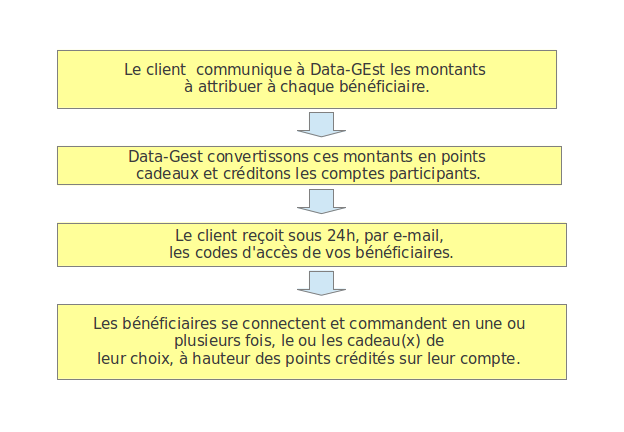 Le client  communique à Data-GEst les montants
à attribuer à chaque bénéficiaire.
Data-Gest convertissons ces montants en points
cadeaux et créditons les comptes participants.
Le client reçoit sous 24h, par e-mail,
les codes d'accès de vos bénéficiaires.
Les bénéficiaires se connectent et commandent en une ou
plusieurs fois, le ou les cadeau(x) de
leur choix, à hauteur des points crédités sur leur compte.